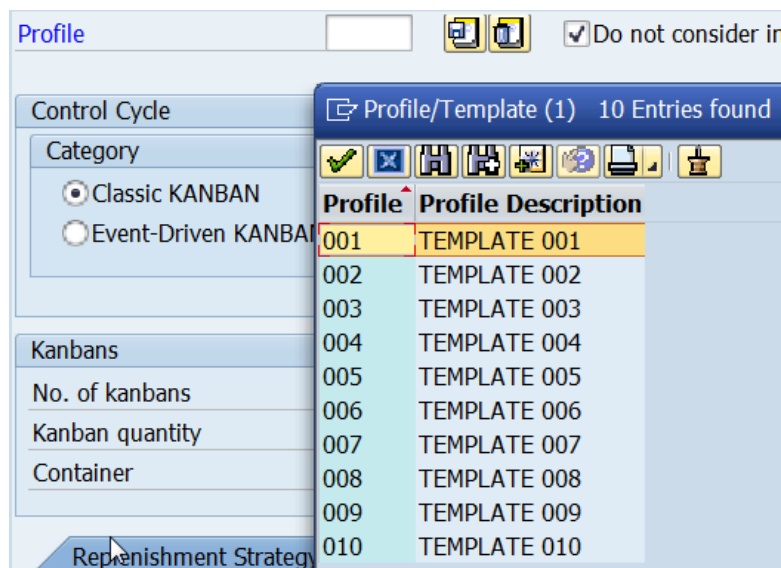 Profile
Do not consider in
Control Cycle
Category
Classic KANBAN
Event-Driven KANBAN
Kanbans
No. of kanbans
Kanban quantity
Container
Replenishment Strategy
Profile/Template (1) 10 Entries found
Profile Profile Description
001 TEMPLATE 001
002 TEMPLATE 002
003 TEMPLATE 003
004 TEMPLATE 004
005 TEMPLATE 005
006 TEMPLATE 006
007 TEMPLATE 007
008 TEMPLATE 008
009 TEMPLATE 009
010 TEMPLATE 010